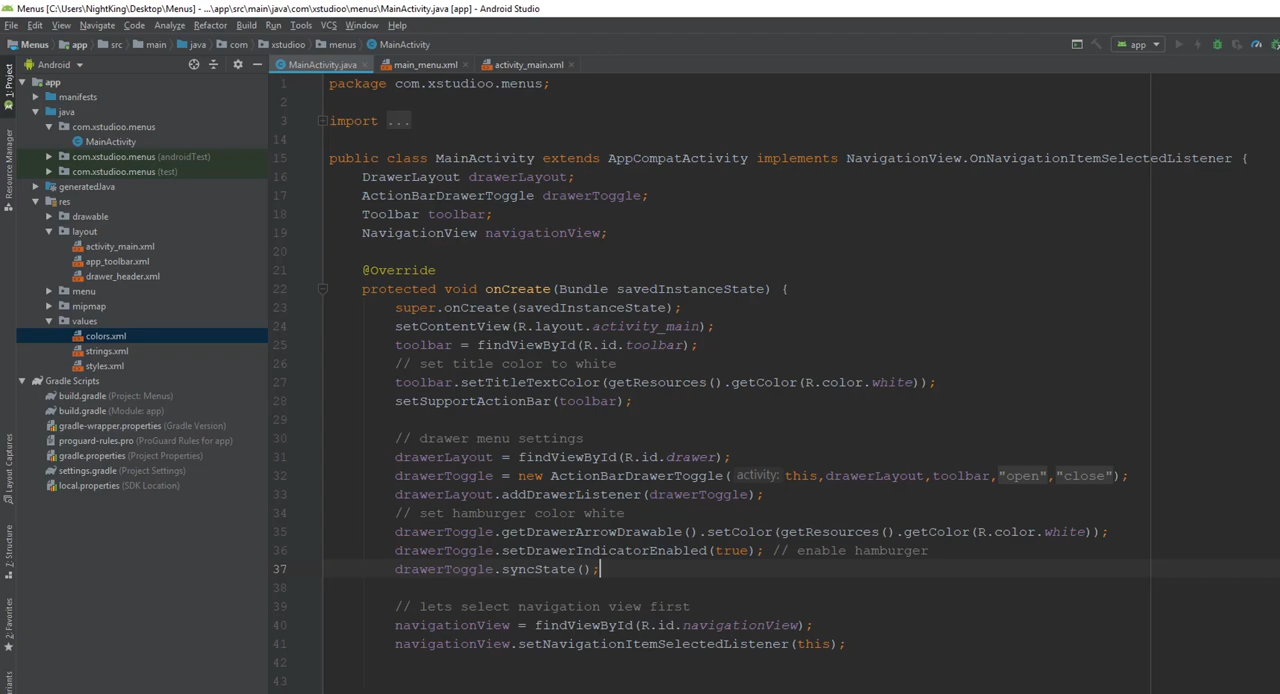 Menus [C:\Users\NightKing\Desktop\Menus] - ...\app\src\main\java\com\xstudioo\menus\MainActivity.java [app] - Android Studio
File Edit View Navigate Code Analyze Refactor Build Run Tools VCS Window Help
Menus app src main java com xstudioo menus MainActivity app
Android MainActivity.java main_menu.xml activity_main.xml
1: Project
Resource Manager
Layout Captures
7: Structure
2: Favorites
app
manifests
java
com.xstudioo.menus
MainActivity
com.xstudioo.menus (androidTest)
com.xstudioo.menus (test)
generatedJava
res
drawable
layout
activity_main.xml
app_toolbar.xml
drawer_header.xml
menu
mipmap
values
colors.xml
strings.xml
styles.xml
Gradle Scripts
build.gradle (Project: Menus)
build.gradle (Module: app)
gradle-wrapper.properties (Gradle Version)
proguard-rules.pro (ProGuard Rules for app)
gradle.properties (Project Properties)
settings.gradle (Project Settings)
local.properties (SDK Location)
1 package com.xstudioo.menus;
2
3 import ...
14
15 public class MainActivity extends AppCompatActivity implements NavigationView.OnNavigationItemSelectedListener {
16 DrawerLayout drawerLayout;
17 ActionBarDrawerToggle drawerToggle;
18 Toolbar toolbar;
19 NavigationView navigationView;
20
21 @Override
22 protected void onCreate(Bundle savedInstanceState) {
23 super.onCreate(savedInstanceState);
24 setContentView(R.layout.activity_main);
25 toolbar = findViewById(R.id.toolbar);
26 // set title color to white
27 toolbar.setTitleTextColor(getResources().getColor(R.color.white));
28 setSupportActionBar(toolbar);
29
30 // drawer menu settings
31 drawerLayout = findViewById(R.id.drawer);
32 drawerToggle = new ActionBarDrawerToggle( activity: this,drawerLayout,toolbar,"open","close");
33 drawerLayout.addDrawerListener(drawerToggle);
34 // set hamburger color white
35 drawerToggle.getDrawerArrowDrawable().setColor(getResources().getColor(R.color.white));
36 drawerToggle.setDrawerIndicatorEnabled(true); // enable hamburger
37 drawerToggle.syncState();
38
39 // lets select navigation view first
40 navigationView = findViewById(R.id.navigationView);
41 navigationView.setNavigationItemSelectedListener(this);
42
43